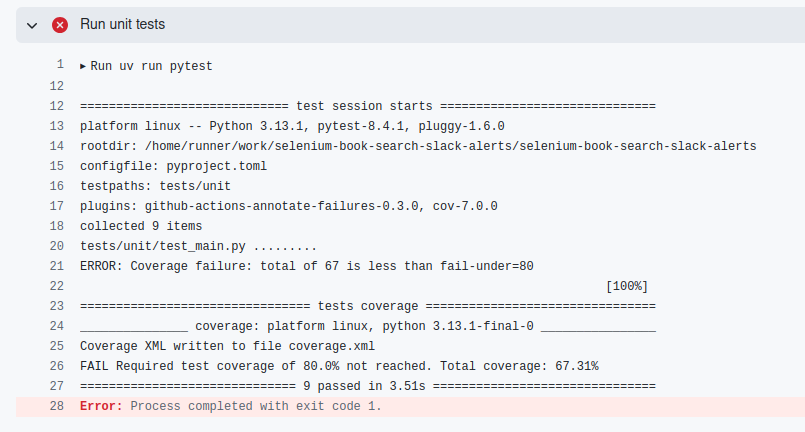 Run unit tests
1 ▸ Run uv run pytest
12
12 ============================= test session starts ==============================
13 platform linux -- Python 3.13.1, pytest-8.4.1, pluggy-1.6.0
14 rootdir: /home/runner/work/selenium-book-search-slack-alerts/selenium-book-search-slack-alerts
15 configfile: pyproject.toml
16 testpaths: tests/unit
17 plugins: github-actions-annotate-failures-0.3.0, cov-7.0.0
18 collected 9 items
20 tests/unit/test_main.py .........
21 ERROR: Coverage failure: total of 67 is less than fail-under=80
22 [100%]
23 ================================ tests coverage ================================
24 _______________ coverage: platform linux, python 3.13.1-final-0 ________________
25 Coverage XML written to file coverage.xml
26 FAIL Required test coverage of 80.0% not reached. Total coverage: 67.31%
27 ============================== 9 passed in 3.51s ===============================
28 Error: Process completed with exit code 1.